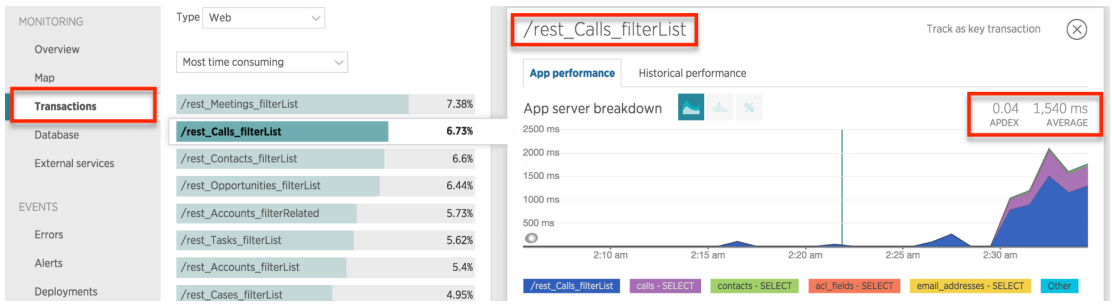 MONITORING
Overview
Map
Transactions
Database
External services
EVENTS
Errors
Alerts
Deployments
Type Web
Most time consuming
/rest_Meetings_filterList 7.38%
/rest_Calls_filterList 6.73%
/rest_Contacts_filterList 6.6%
/rest_Opportunities_filterList 6.44%
/rest_Accounts_filterRelated 5.73%
/rest_Tasks_filterList 5.62%
/rest_Accounts_filterList 5.4%
/rest_Cases_filterList 4.95%
/rest_Calls_filterList
Track as key transaction
App performance Historical performance
App server breakdown %
0.04 1,540 ms
APDEX AVERAGE
2500 ms
2000 ms
1500 ms
1000 ms
500 ms
2:10 am 2:15 am 2:20 am 2:25 am 2:30 am
/rest_Calls_filterList calls - SELECT contacts - SELECT acl_fields - SELECT email_addresses - SELECT Other